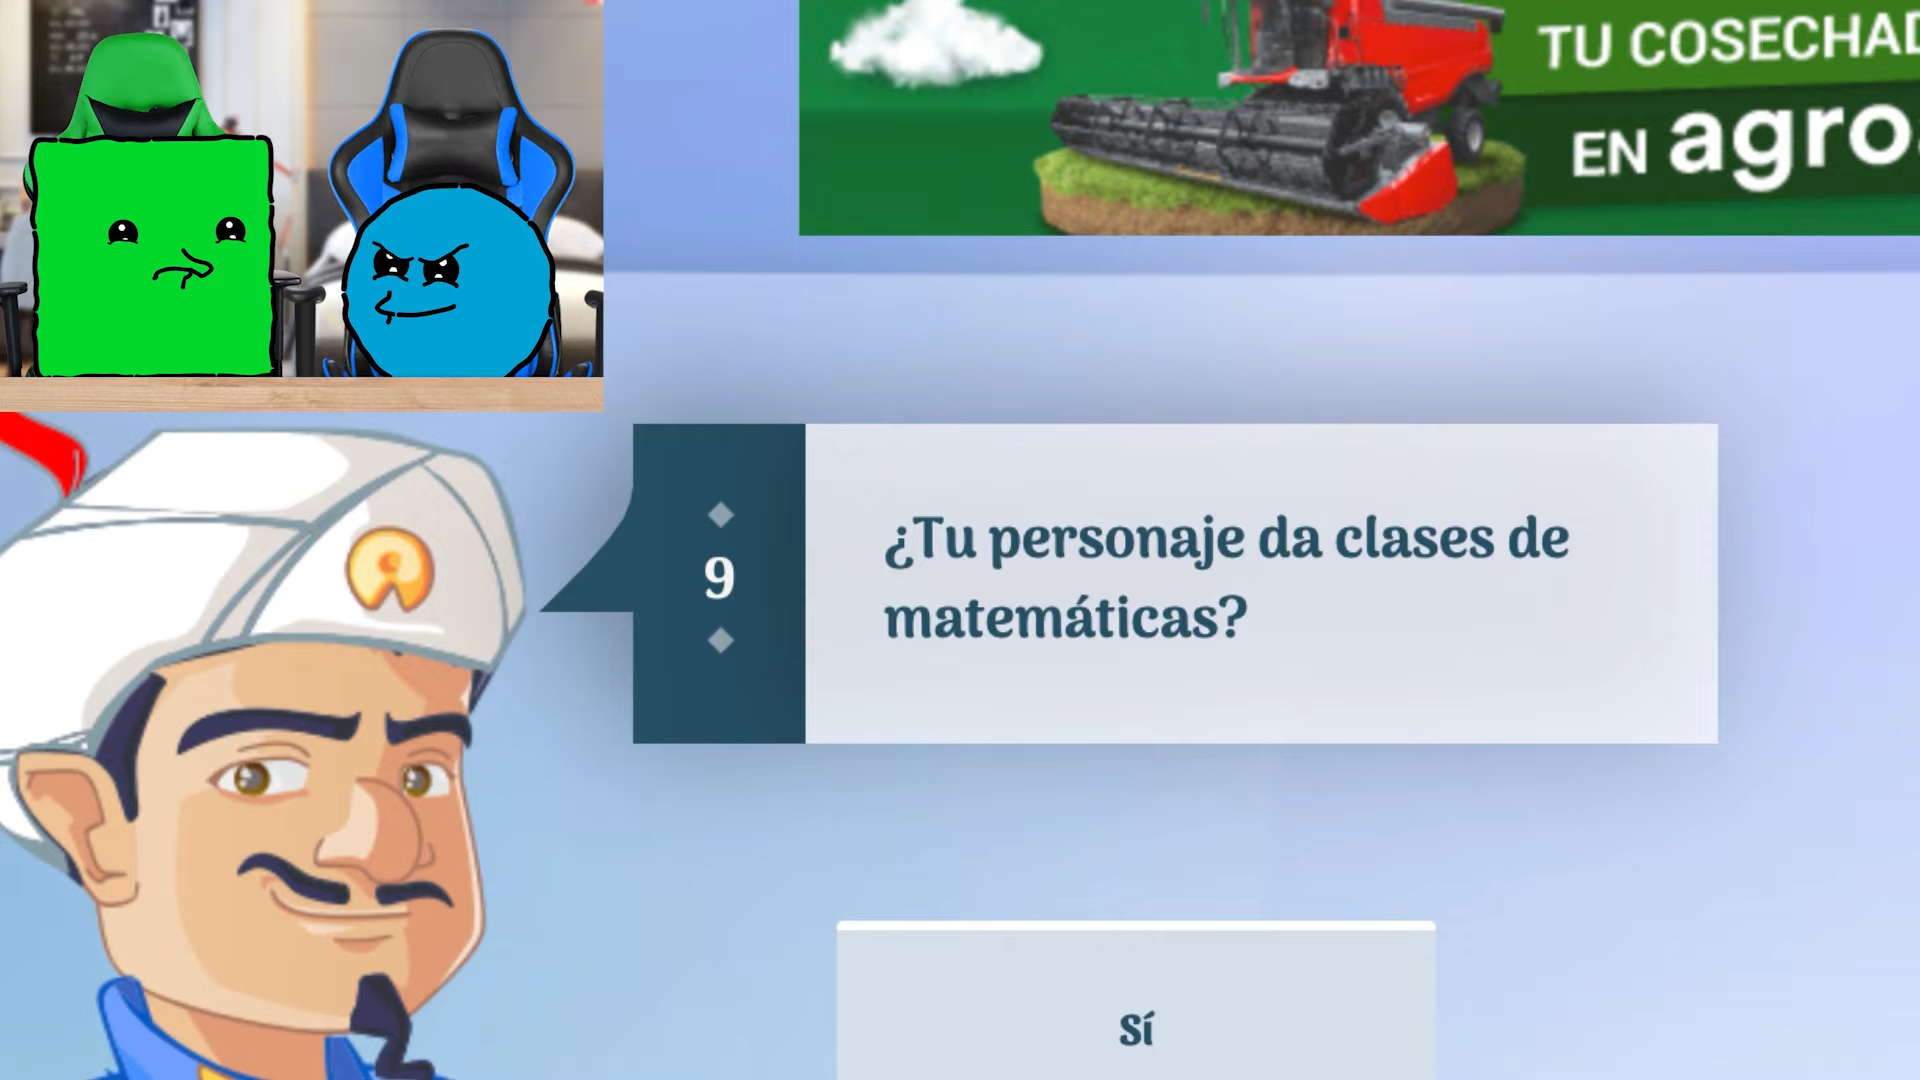 TU COSECHAD
EN agro
9
¿Tu personaje da clases de
matemáticas?
Sí